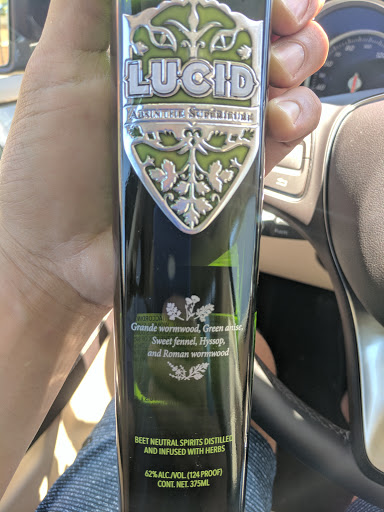 LUCID
ABSINTHE SUPÉRIEURE
Grande wormwood, Green anise,
Sweet fennel, Hyssop,
and Roman wormwood
BEET NEUTRAL SPIRITS DISTILLED
AND INFUSED WITH HERBS
62% ALC./VOL. (124 PROOF)
CONT. NET. 375ML